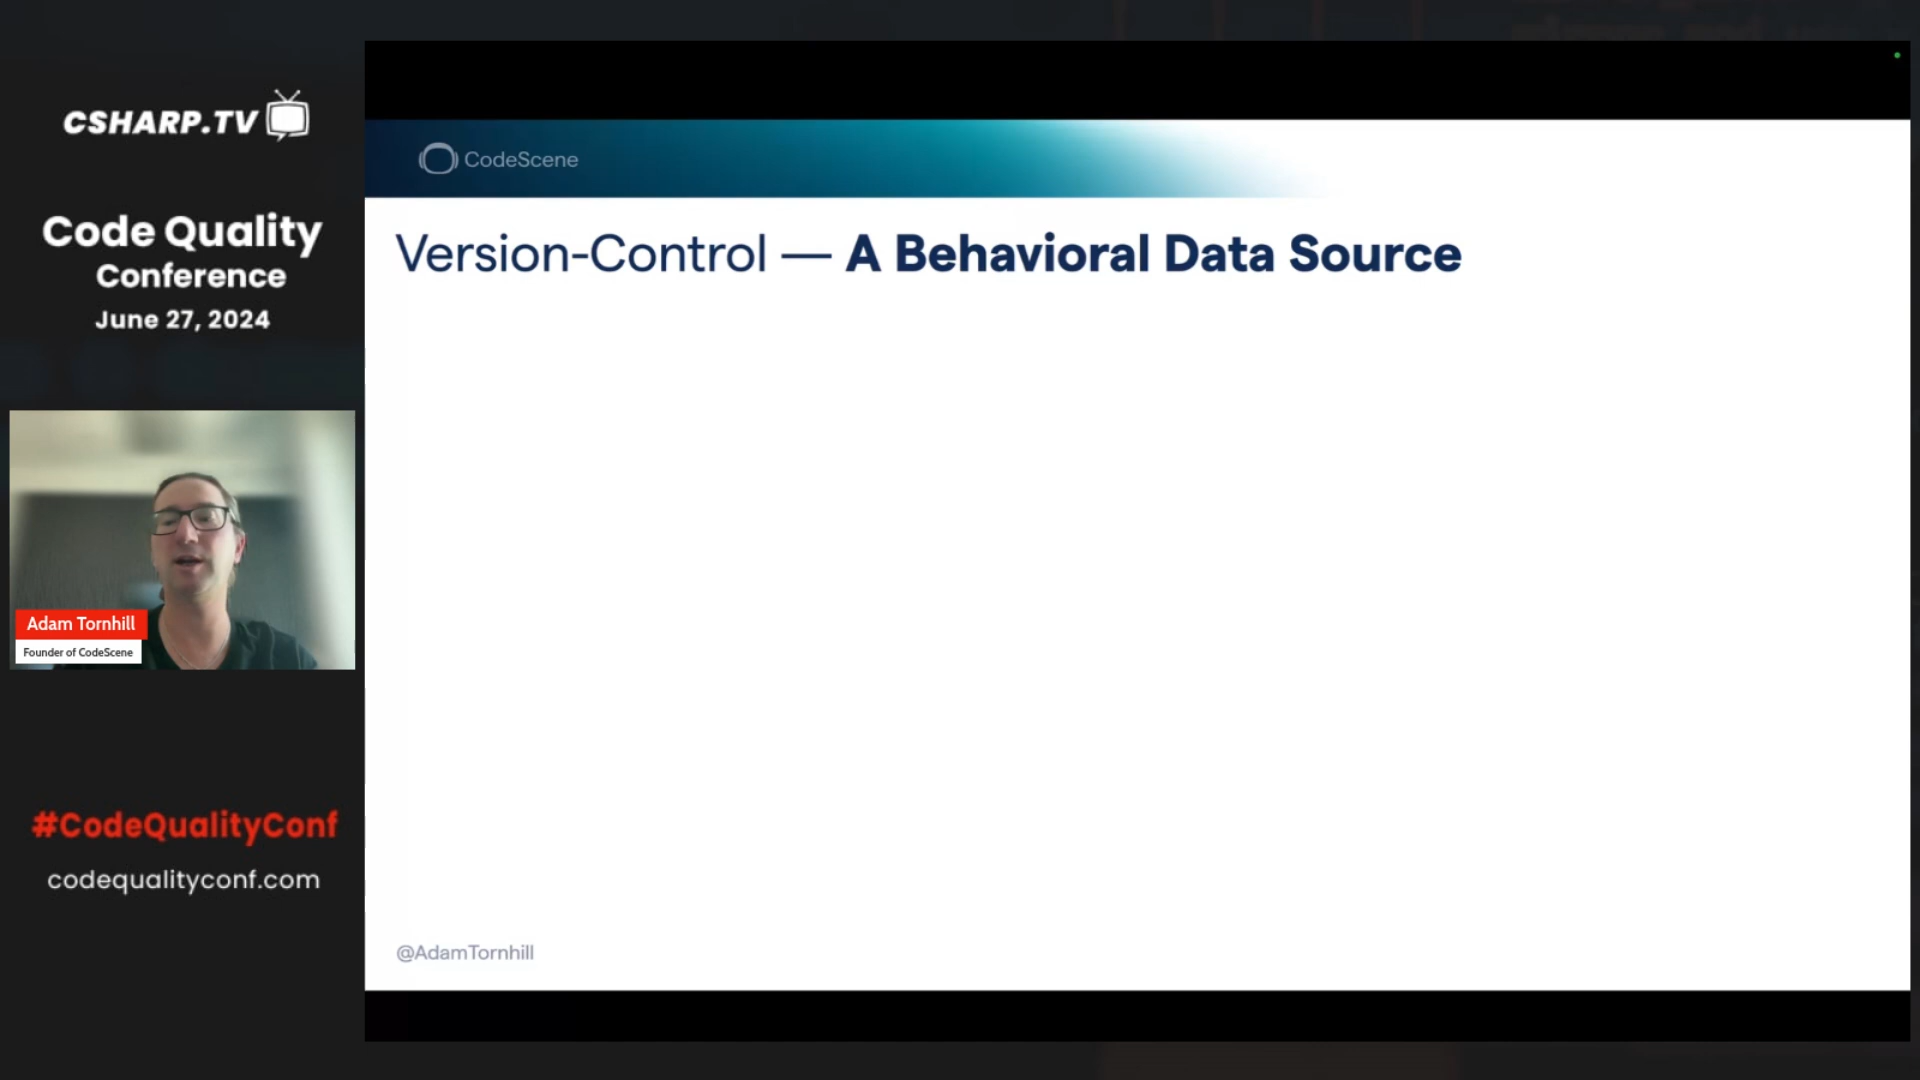 CSHARP.TV
Code Quality
Conference
June 27, 2024
Adam Tornhill
Founder of CodeScene
#CodeQualityConf
codequalityconf.com
CodeScene
Version-Control — A Behavioral Data Source
@AdamTornhill